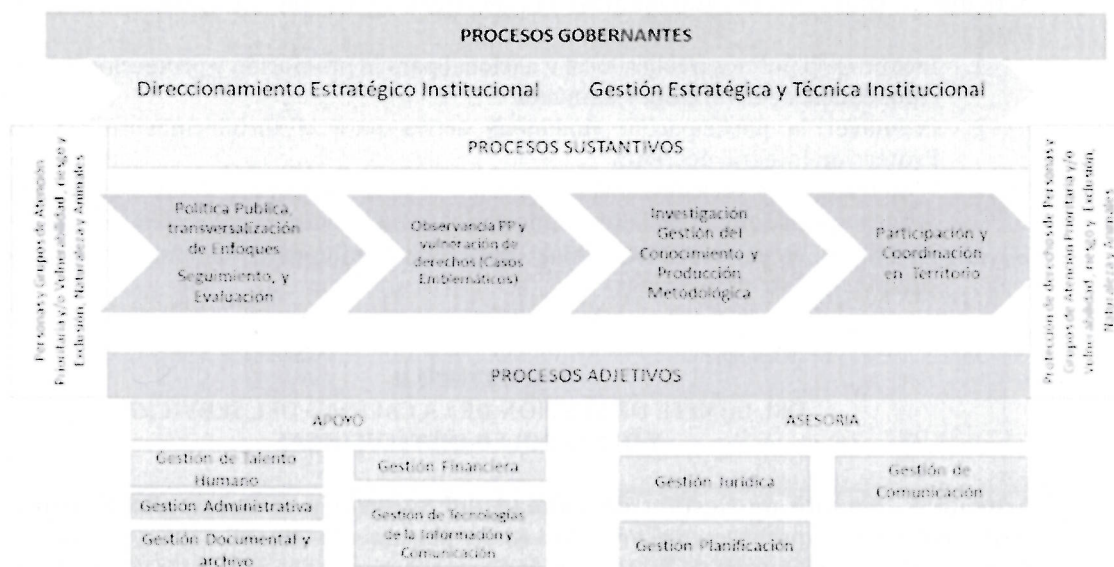 PROCESOS GOBERNANTES
Direccionamiento Estratégico Institucional
Gestión Estratégica y Técnica Institucional
Personas y Grupos de Atención
Prioritaria y/o Vulnerabilidad, riesgo y
Exclusión, Naturaleza y Animales
PROCESOS SUSTANTIVOS
Política Publica,
transversalización
de Enfoques
Seguimiento, y
Evaluación
Observancia PP y
vulneración de
derechos (Casos
Emblemáticos)
Investigación
Gestión del
Conocimiento y
Producción
Metodológica
Participación y
Coordinación
en Territorio
Protección de derechos de Personas y
Grupos de Atención Prioritaria y/o
Vulnerabilidad, riesgo y Exclusión,
Naturaleza y Animales
PROCESOS ADJETIVOS
APOYO
Gestión de Talento
Humano
Gestión Administrativa
Gestión Documental y
archivo
Gestión Financiera
Gestión de Tecnologías
de la Información y
Comunicación
ASESORIA
Gestión Jurídica
Gestión Planificación
Gestión de
Comunicación